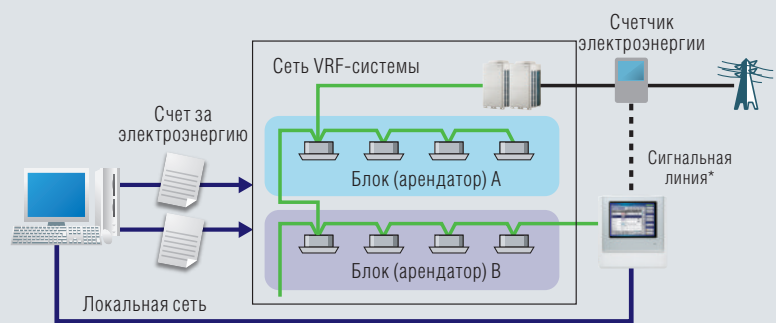 Счетчик
электроэнергии
Сеть VRF-системы
Счет за
электроэнергию
Блок (арендатор) A
Сигнальная
линия*
Блок (арендатор) B
Локальная сеть